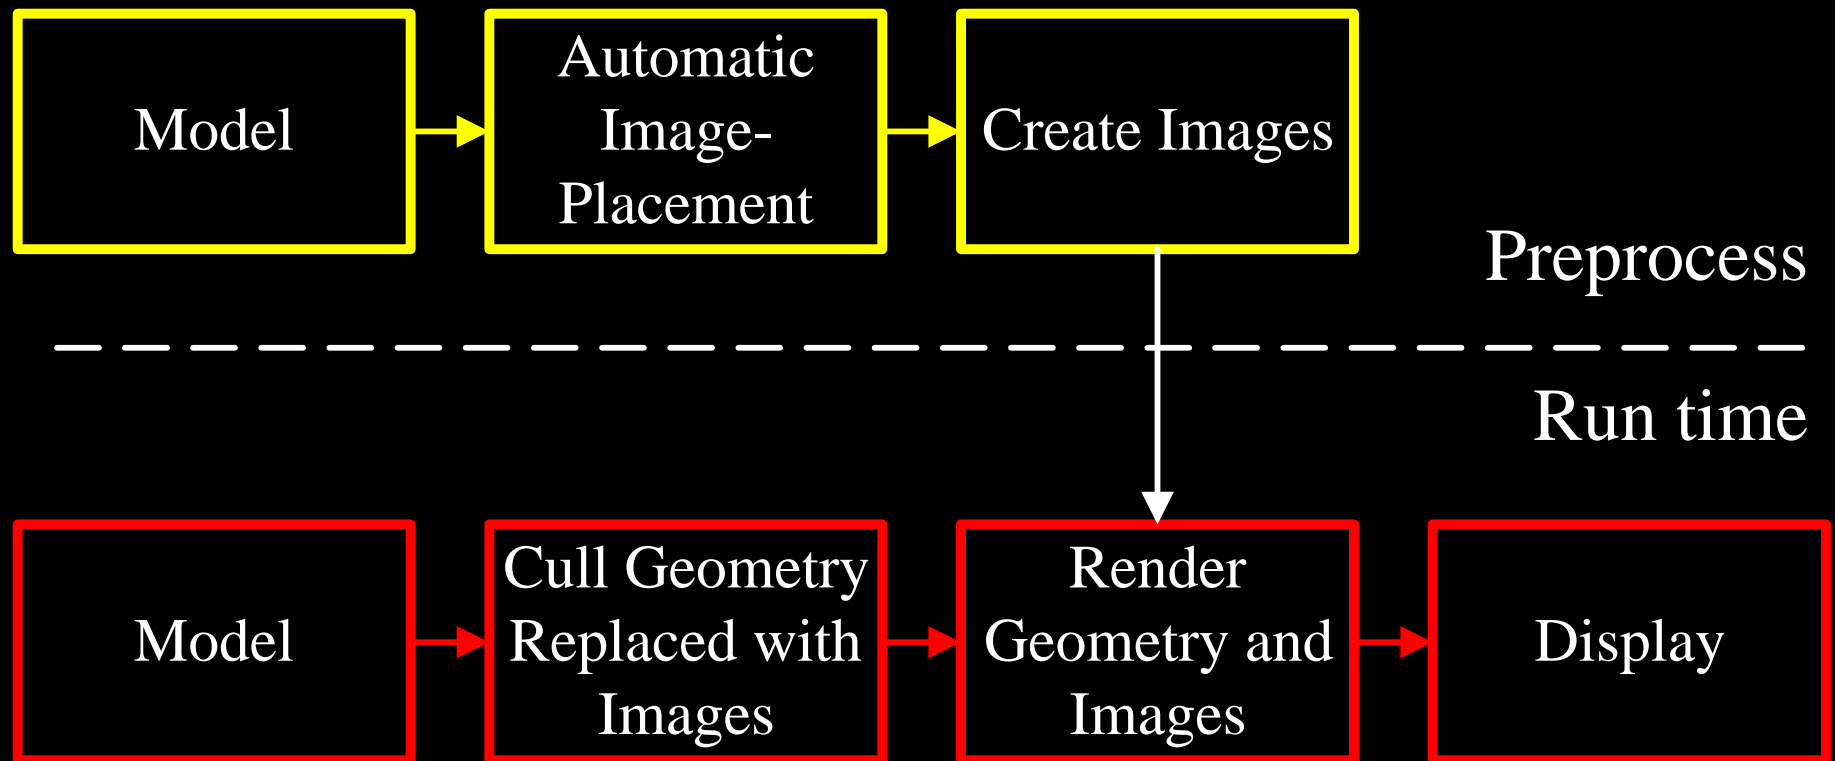 Model
Automatic
Image-
Placement
Create Images
Preprocess
Run time
Model
Cull Geometry
Replaced with
Images
Render
Geometry and
Images
Display